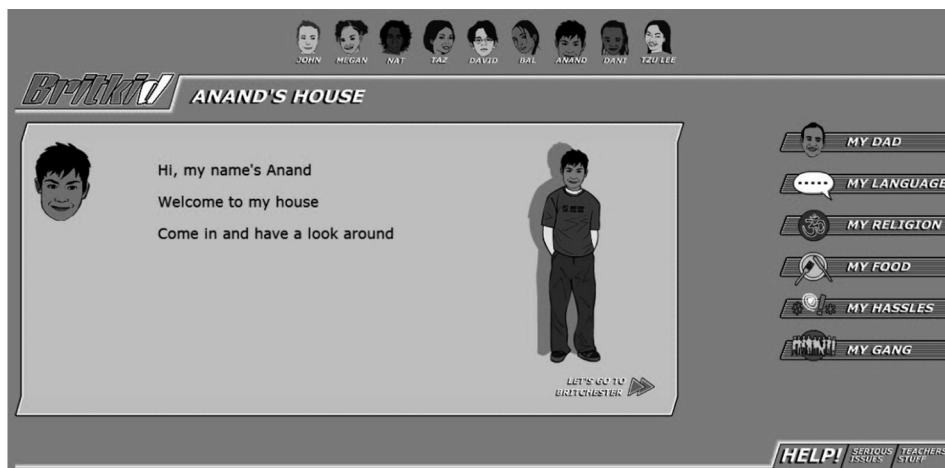 JOHN MEGAN NAT TAZ DAVID BAL ANAND DANI TZU LEE
Britkid
ANAND'S HOUSE
Hi, my name's Anand
Welcome to my house
Come in and have a look around
LET'S GO TO
BRITCHESTER
MY DAD
MY LANGUAGE
MY RELIGION
MY FOOD
MY HASSLES
MY GANG
HELP!
SERIOUS
ISSUES
TEACHERS
STUFF